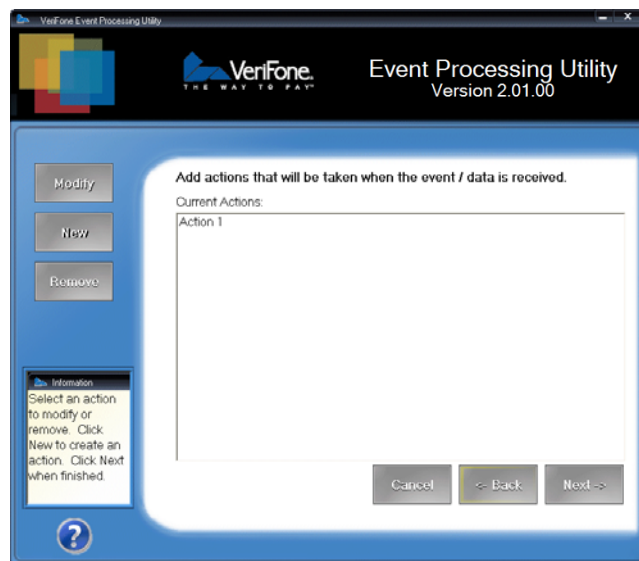 VeriFone Event Processing Utility
VeriFone.
THE WAY TO PAY™
Event Processing Utility
Version 2.01.00
Modify
New
Remove
Add actions that will be taken when the event / data is received.
Current Actions:
Action 1
Information
Select an action
to modify or
remove. Click
New to create an
action. Click Next
when finished.
Cancel
<- Back
Next ->
?